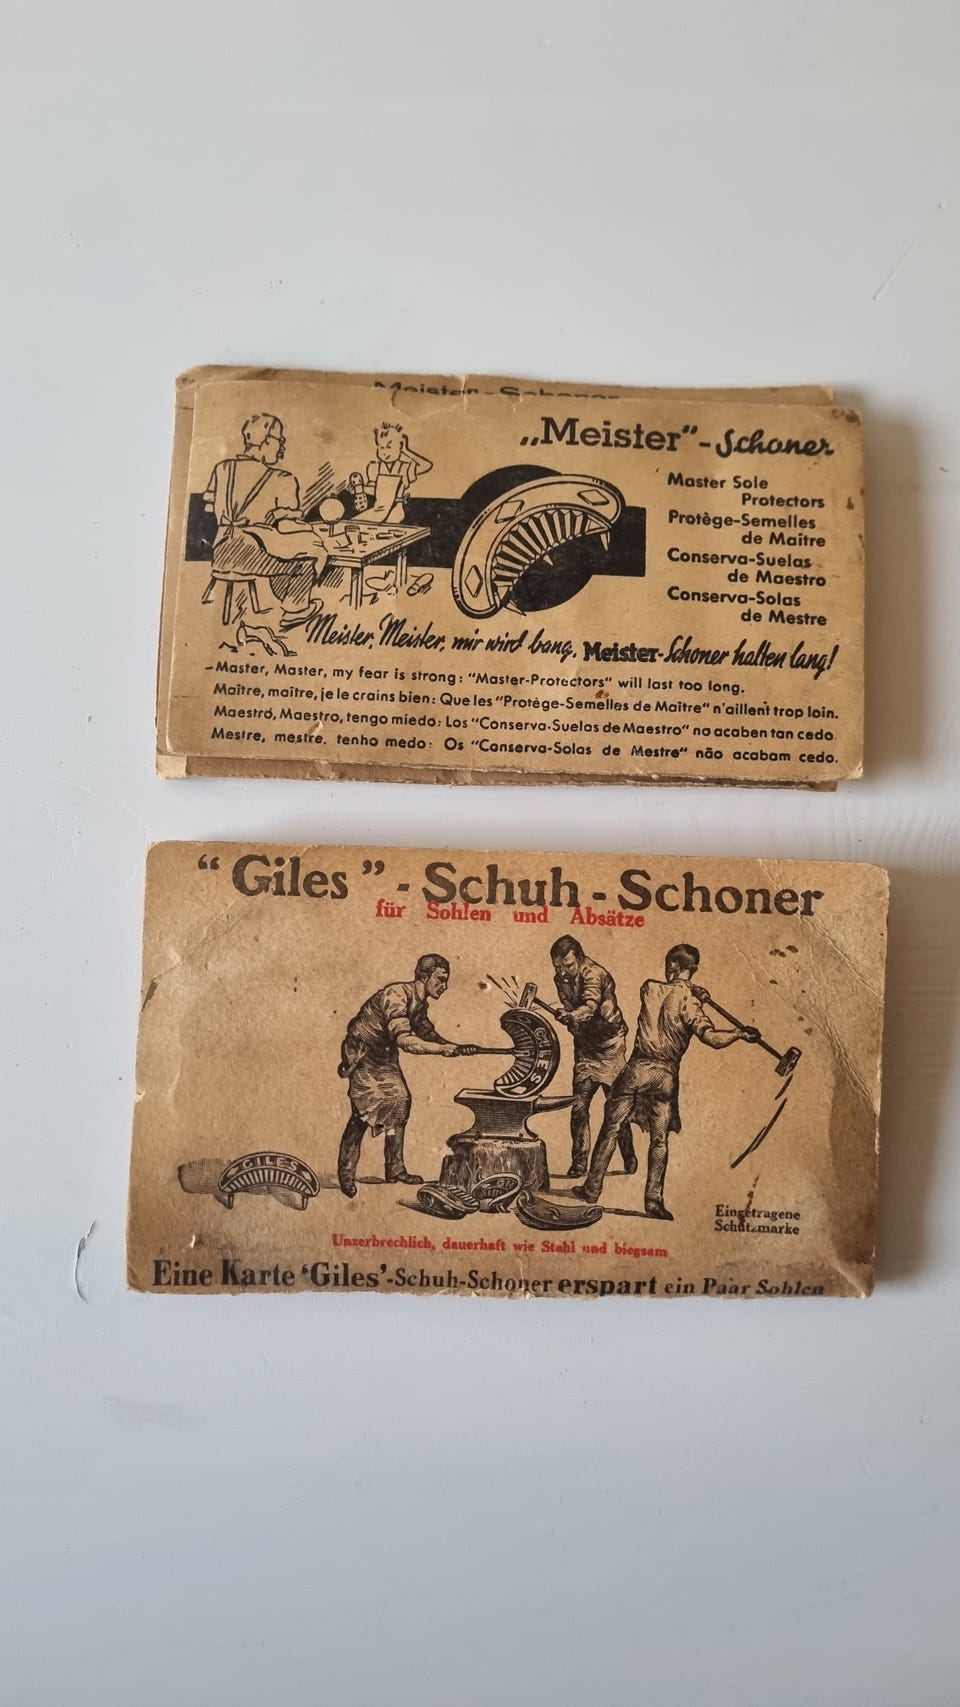 Meister-Schoner
„Meister"-Schoner
Master Sole
Protectors
Protège-Semelles
de Maître
Conserva-Suelas
de Maestro
Conserva-Solas
de Mestre
Meister, Meister, mir wird bang, Meister-Schoner halten lang!
Master, Master, my fear is strong: "Master-Protectors" will last too long.
Maître, maître, je le crains bien: Que les "Protège-Semelles de Maître" n'aillent trop loin.
Maestro, Maestro, tengo miedo: Los "Conserva-Suelas de Maestro" no acaben tan cedo.
Mestre, mestre, tenho medo: Os "Conserva-Solas de Mestre" não acabam cedo.
"Giles"-Schuh-Schoner
für Sohlen und Absätze
GILES
GILES
Eingetragene
Schutzmarke
Unzerbrechlich, dauerhaft wie Stahl und biegsam
Eine Karte 'Giles'-Schuh-Schoner erspart ein Paar Sohlen